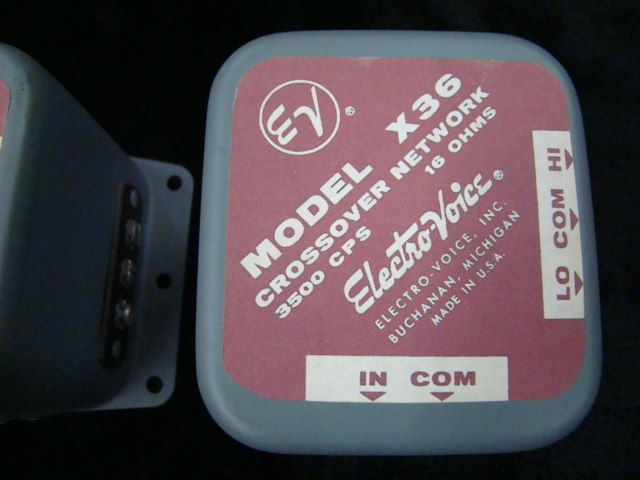 EV ®
MODEL X36
CROSSOVER NETWORK
3500 CPS 16 OHMS
Electro-Voice®
ELECTRO-VOICE, INC.
BUCHANAN, MICHIGAN
MADE IN U.S.A.
LO COM HI
IN COM